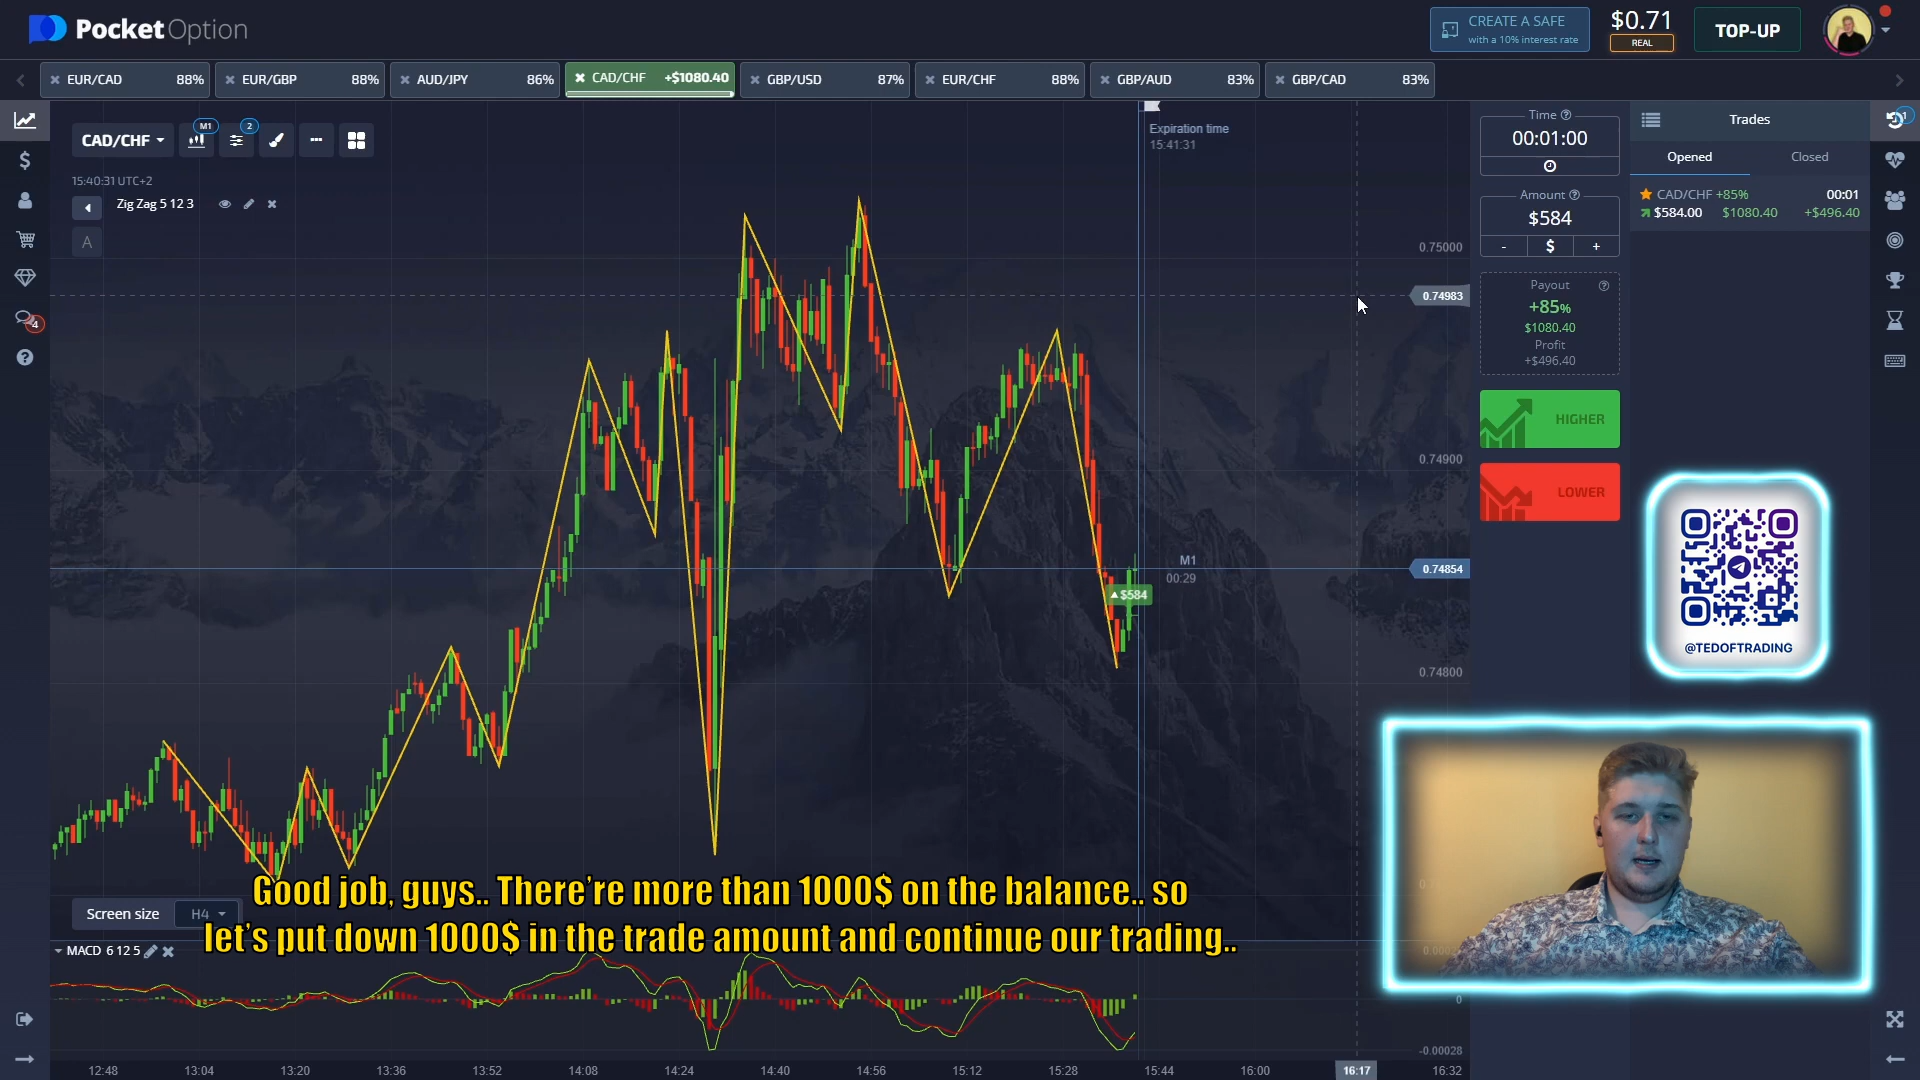 PocketOption
CREATE A SAFE
with a 10% interest rate
$0.71
REAL
TOP-UP
EUR/CAD 88%
EUR/GBP 88%
AUD/JPY 86%
CAD/CHF +$1080.40
GBP/USD 87%
EUR/CHF 88%
GBP/AUD 83%
GBP/CAD 83%
CAD/CHF
M1
2
15:40:31 UTC+2
Zig Zag 5 12 3
A
4
Expiration time
15:41:31
0.75000
0.74983
0.74900
0.74854
0.74800
M1
00:29
$584
Time
00:01:00
Amount
$584
- $ +
Payout
+85%
$1080.40
Profit
+$496.40
HIGHER
LOWER
Trades
Opened Closed
CAD/CHF +85% 00:01
$584.00 $1080.40 +$496.40
@TEDOFTRADING
Good job, guys.. There're more than 1000$ on the balance.. so
let's put down 1000$ in the trade amount and continue our trading..
Screen size H4
MACD 6 12 5
0
-0.00028
12:48 13:04 13:20 13:36 13:52 14:08 14:24 14:40 14:56 15:12 15:28 15:44 16:00 16:17 16:32